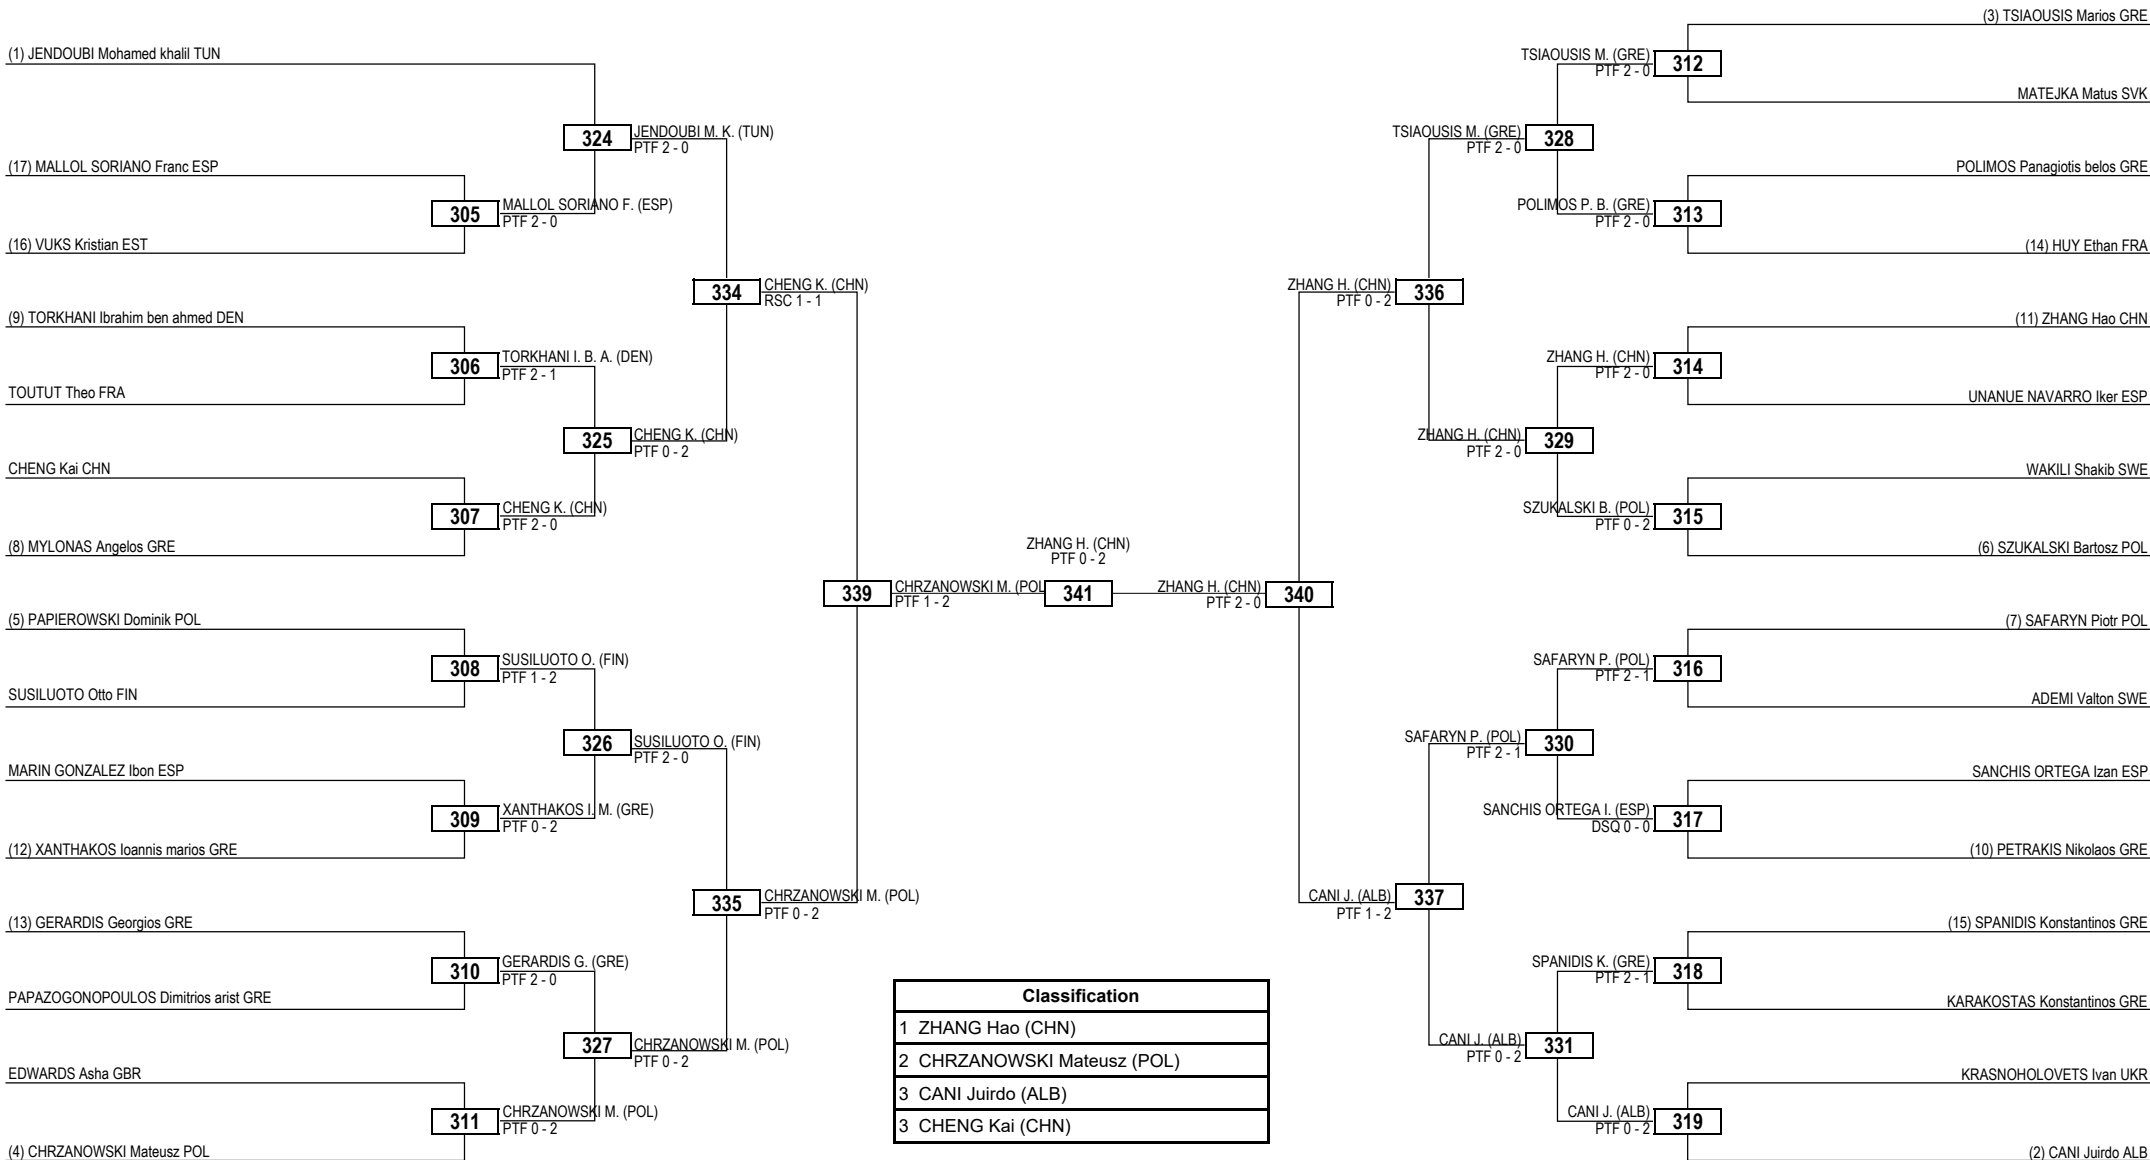 (1) JENDOUBI Mohamed khalil TUN
(17) MALLOL SORIANO Franc ESP
(16) VUKS Kristian EST
(9) TORKHANI Ibrahim ben ahmed DEN
TOUTUT Theo FRA
CHENG Kai CHN
(8) MYLONAS Angelos GRE
(5) PAPIEROWSKI Dominik POL
SUSILUOTO Otto FIN
MARIN GONZALEZ Ibon ESP
(12) XANTHAKOS Ioannis marios GRE
(13) GERARDIS Georgios GRE
PAPAZOGONOPOULOS Dimitrios arist GRE
EDWARDS Asha GBR
(4) CHRZANOWSKI Mateusz POL
305
MALLOL SORIANO F. (ESP)
PTF 2 - 0
306
TORKHANI I. B. A. (DEN)
PTF 2 - 1
307
CHENG K. (CHN)
PTF 2 - 0
308
SUSILUOTO O. (FIN)
PTF 1 - 2
309
XANTHAKOS I. M. (GRE)
PTF 0 - 2
310
GERARDIS G. (GRE)
PTF 2 - 0
311
CHRZANOWSKI M. (POL)
PTF 0 - 2
324
JENDOUBI M. K. (TUN)
PTF 2 - 0
325
CHENG K. (CHN)
PTF 0 - 2
326
SUSILUOTO O. (FIN)
PTF 2 - 0
327
CHRZANOWSKI M. (POL)
PTF 0 - 2
334
CHENG K. (CHN)
RSC 1 - 1
335
CHRZANOWSKI M. (POL)
PTF 0 - 2
339
CHRZANOWSKI M. (POL
PTF 1 - 2
ZHANG H. (CHN)
PTF 0 - 2
341
ZHANG H. (CHN)
PTF 2 - 0
340
ZHANG H. (CHN)
PTF 0 - 2
336
CANI J. (ALB)
PTF 1 - 2
337
TSIAOUSIS M. (GRE)
PTF 2 - 0
328
ZHANG H. (CHN)
PTF 2 - 0
329
SAFARYN P. (POL)
PTF 2 - 1
330
CANI J. (ALB)
PTF 0 - 2
331
TSIAOUSIS M. (GRE)
PTF 2 - 0
312
POLIMOS P. B. (GRE)
PTF 2 - 0
313
ZHANG H. (CHN)
PTF 2 - 0
314
SZUKALSKI B. (POL)
PTF 0 - 2
315
SAFARYN P. (POL)
PTF 2 - 1
316
SANCHIS ORTEGA I. (ESP)
DSQ 0 - 0
317
SPANIDIS K. (GRE)
PTF 2 - 1
318
CANI J. (ALB)
PTF 0 - 2
319
(3) TSIAOUSIS Marios GRE
MATEJKA Matus SVK
POLIMOS Panagiotis belos GRE
(14) HUY Ethan FRA
(11) ZHANG Hao CHN
UNANUE NAVARRO Iker ESP
WAKILI Shakib SWE
(6) SZUKALSKI Bartosz POL
(7) SAFARYN Piotr POL
ADEMI Valton SWE
SANCHIS ORTEGA Izan ESP
(10) PETRAKIS Nikolaos GRE
(15) SPANIDIS Konstantinos GRE
KARAKOSTAS Konstantinos GRE
KRASNOHOLOVETS Ivan UKR
(2) CANI Juirdo ALB
Classification
1 ZHANG Hao (CHN)
2 CHRZANOWSKI Mateusz (POL)
3 CANI Juirdo (ALB)
3 CHENG Kai (CHN)